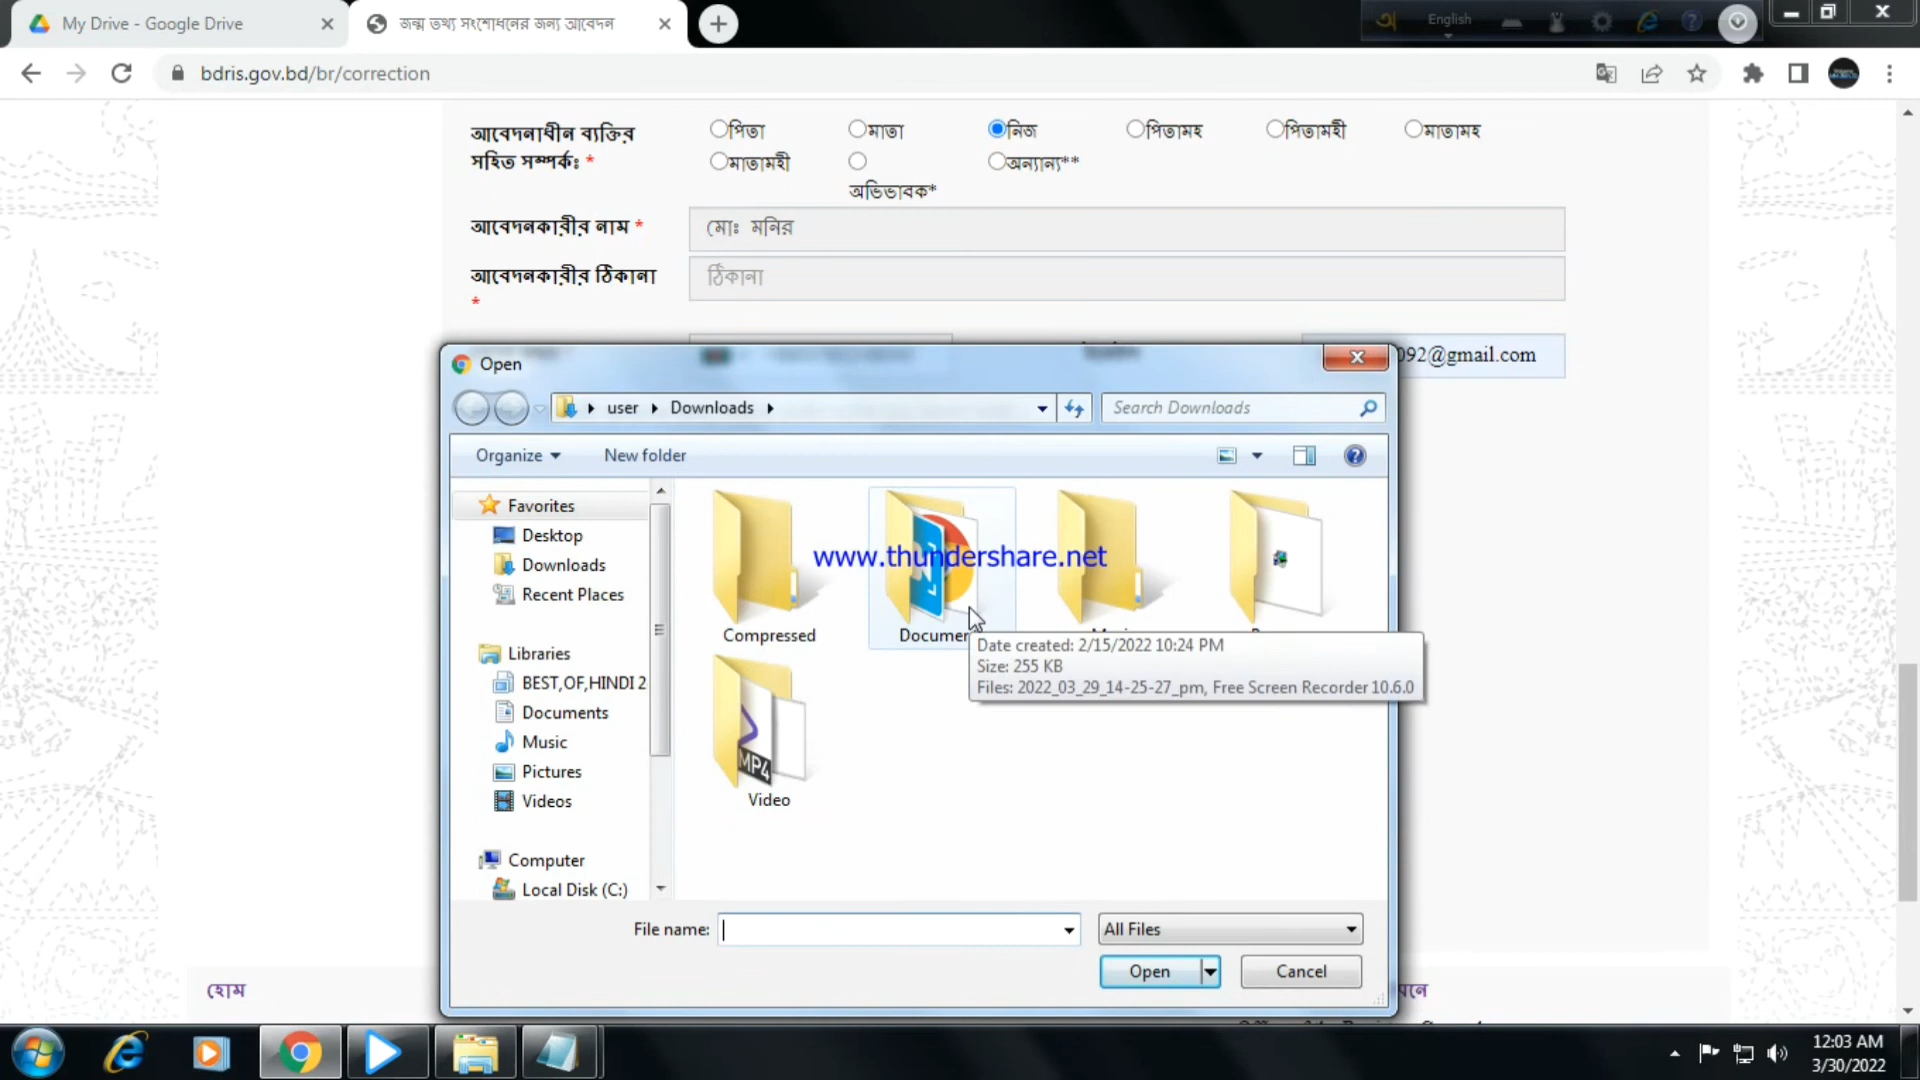 My Drive - Google Drive
জন্ম তথ্য সংশোধনের জন্য আবেদন
English
bdris.gov.bd/br/correction
আবেদনাধীন ব্যক্তির সহিত সম্পর্কঃ *
পিতা
মাতা
নিজ
পিতামহ
পিতামহী
মাতামহ
মাতামহী
অভিভাবক*
অন্যান্য**
আবেদনকারীর নাম *
মোঃ মনির
আবেদনকারীর ঠিকানা *
ঠিকানা
092@gmail.com
Open
user
Downloads
Search Downloads
Organize
New folder
Favorites
Desktop
Downloads
Recent Places
Libraries
BEST,OF,HINDI 2
Documents
Music
Pictures
Videos
Computer
Local Disk (C:)
www.thundershare.net
Compressed
Documen
MP4
Video
Date created: 2/15/2022 10:24 PM
Size: 255 KB
Files: 2022_03_29_14-25-27_pm, Free Screen Recorder 10.6.0
File name:
All Files
Open
Cancel
হোম
12:03 AM
3/30/2022